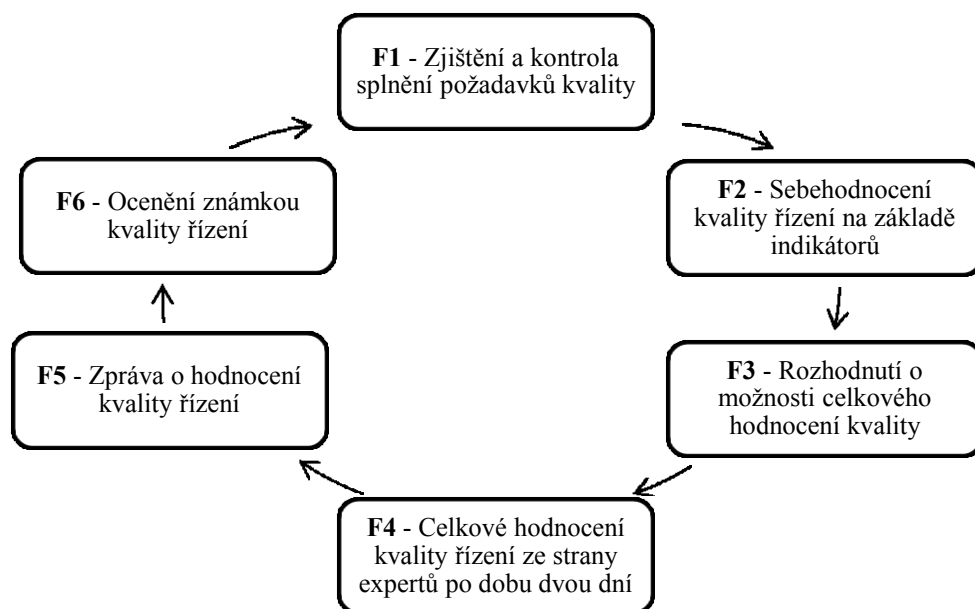 F1 - Zjištění a kontrola
splnění požadavků kvality
F2 - Sebehodnocení
kvality řízení na základě
indikátorů
F3 - Rozhodnutí o
možnosti celkového
hodnocení kvality
F4 - Celkové hodnocení
kvality řízení ze strany
expertů po dobu dvou dní
F5 - Zpráva o hodnocení
kvality řízení
F6 - Ocenění známkou
kvality řízení